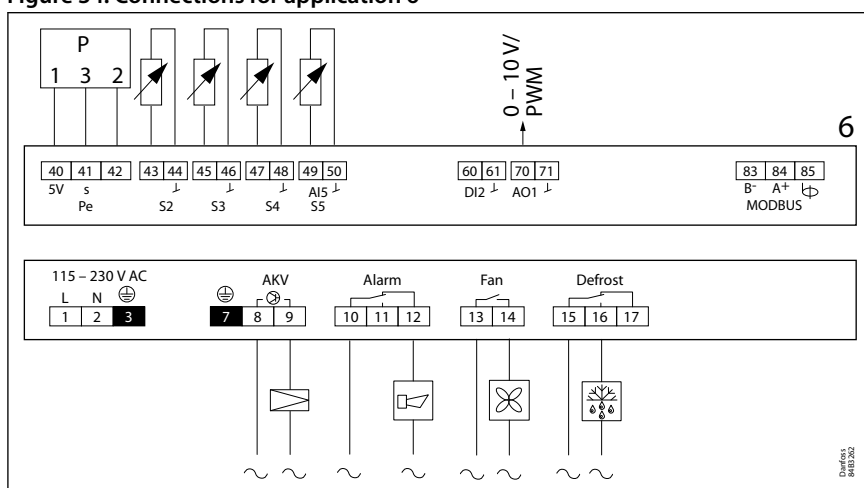 Figure 54: Connections for application 6
P
1 3 2
0 – 10 V/
PWM
6
40 41 42 43 44 45 46 47 48 49 50 60 61 70 71 83 84 85
5V s AI5 DI2 AO1 B- A+
Pe S2 S3 S4 S5 MODBUS
115 – 230 V AC AKV Alarm Fan Defrost
L N
1 2 3 7 8 9 10 11 12 13 14 15 16 17
Danfoss
84B3262